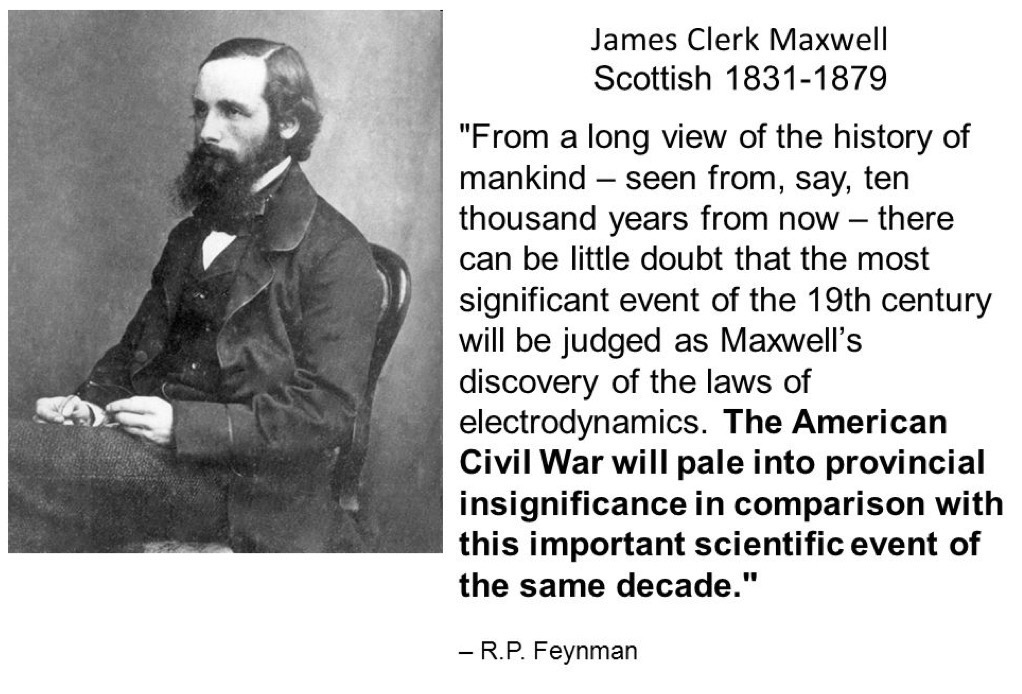 James Clerk Maxwell
Scottish 1831-1879
"From a long view of the history of
mankind – seen from, say, ten
thousand years from now – there
can be little doubt that the most
significant event of the 19th century
will be judged as Maxwell’s
discovery of the laws of
electrodynamics. The American
Civil War will pale into provincial
insignificance in comparison with
this important scientific event of
the same decade."
– R.P. Feynman